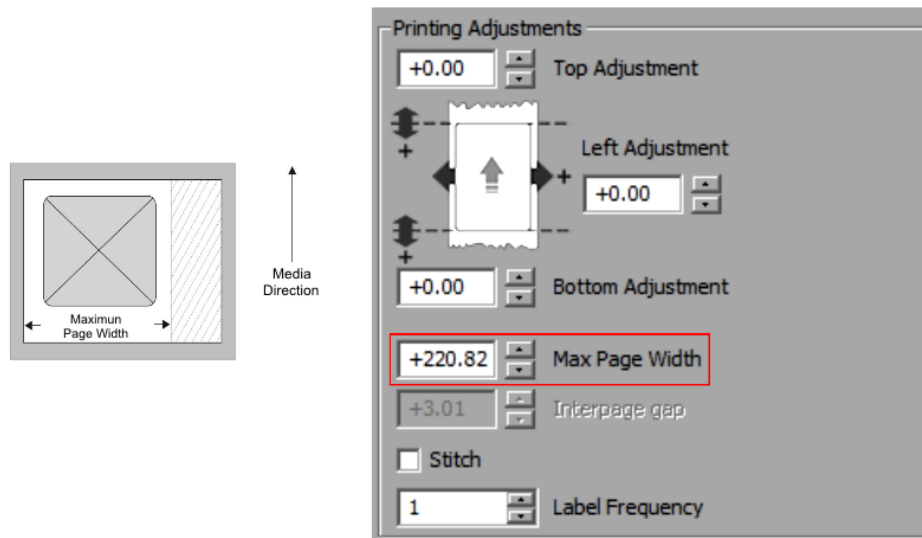 Maximun
Page Width
Media
Direction
Printing Adjustments
+0.00 Top Adjustment
+
Left Adjustment
+
+0.00
+
+0.00 Bottom Adjustment
+220.82 Max Page Width
+3.01 Interpage gap
Stitch
1 Label Frequency